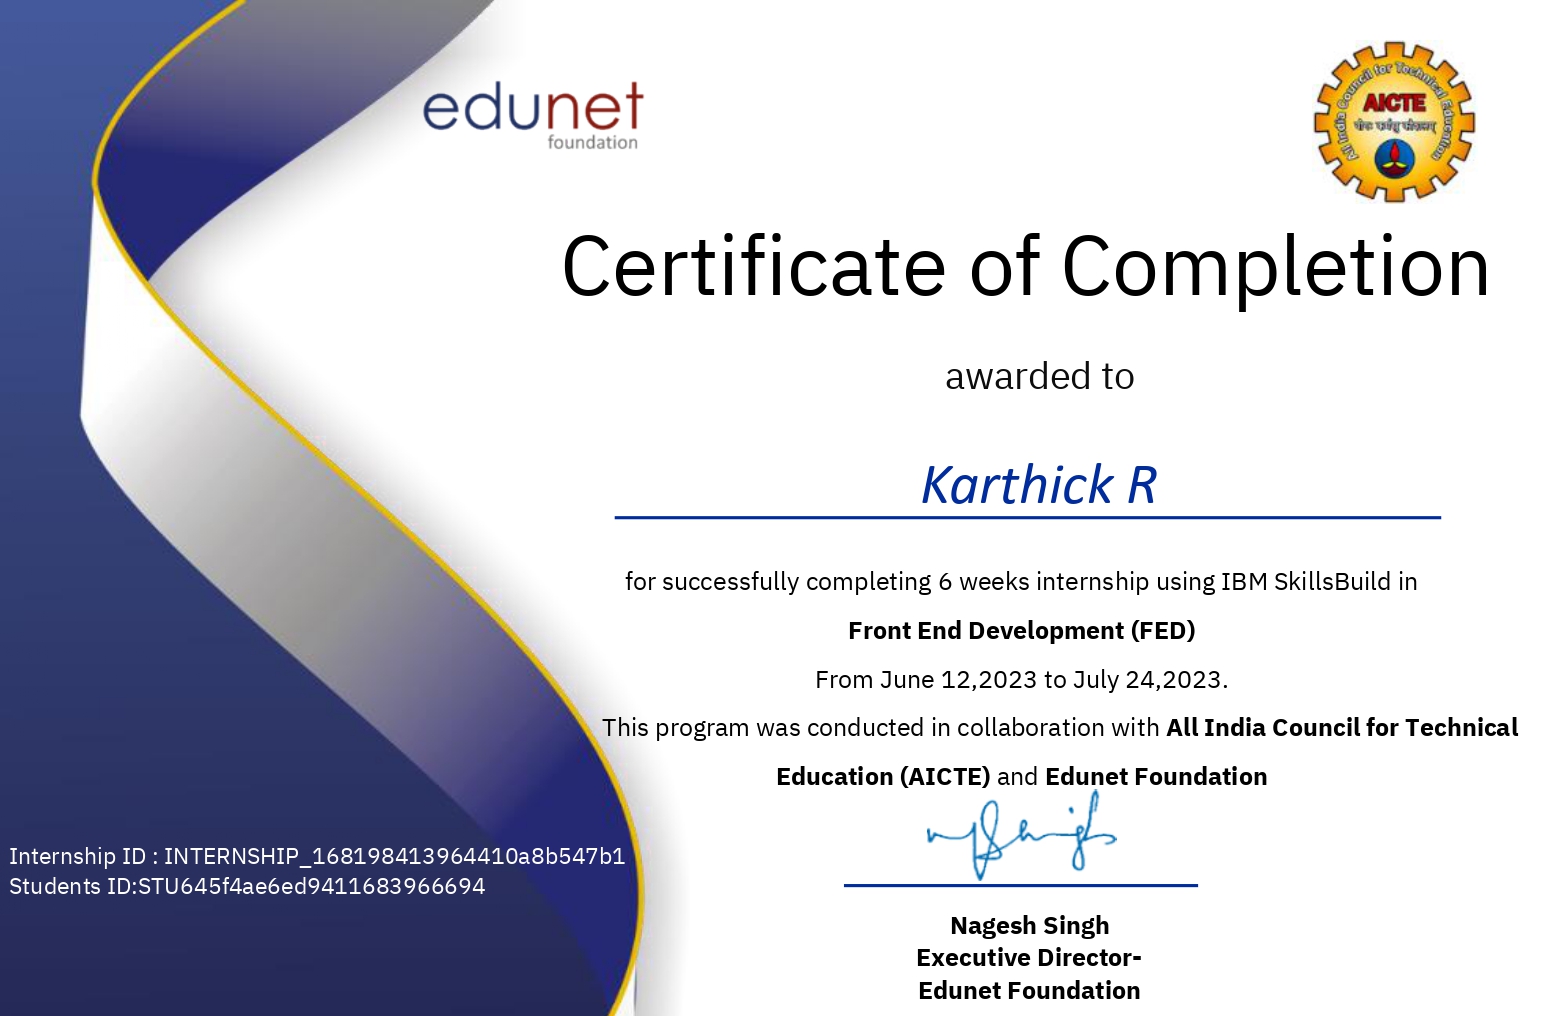 edunet
foundation
All India Council for Technical Education
AICTE
Certificate of Completion
awarded to
Karthick R
for successfully completing 6 weeks internship using IBM SkillsBuild in
Front End Development (FED)
From June 12,2023 to July 24,2023.
This program was conducted in collaboration with All India Council for Technical
Education (AICTE) and Edunet Foundation
Internship ID : INTERNSHIP_168198413964410a8b547b1
Students ID:STU645f4ae6ed9411683966694
Nagesh Singh
Executive Director-
Edunet Foundation